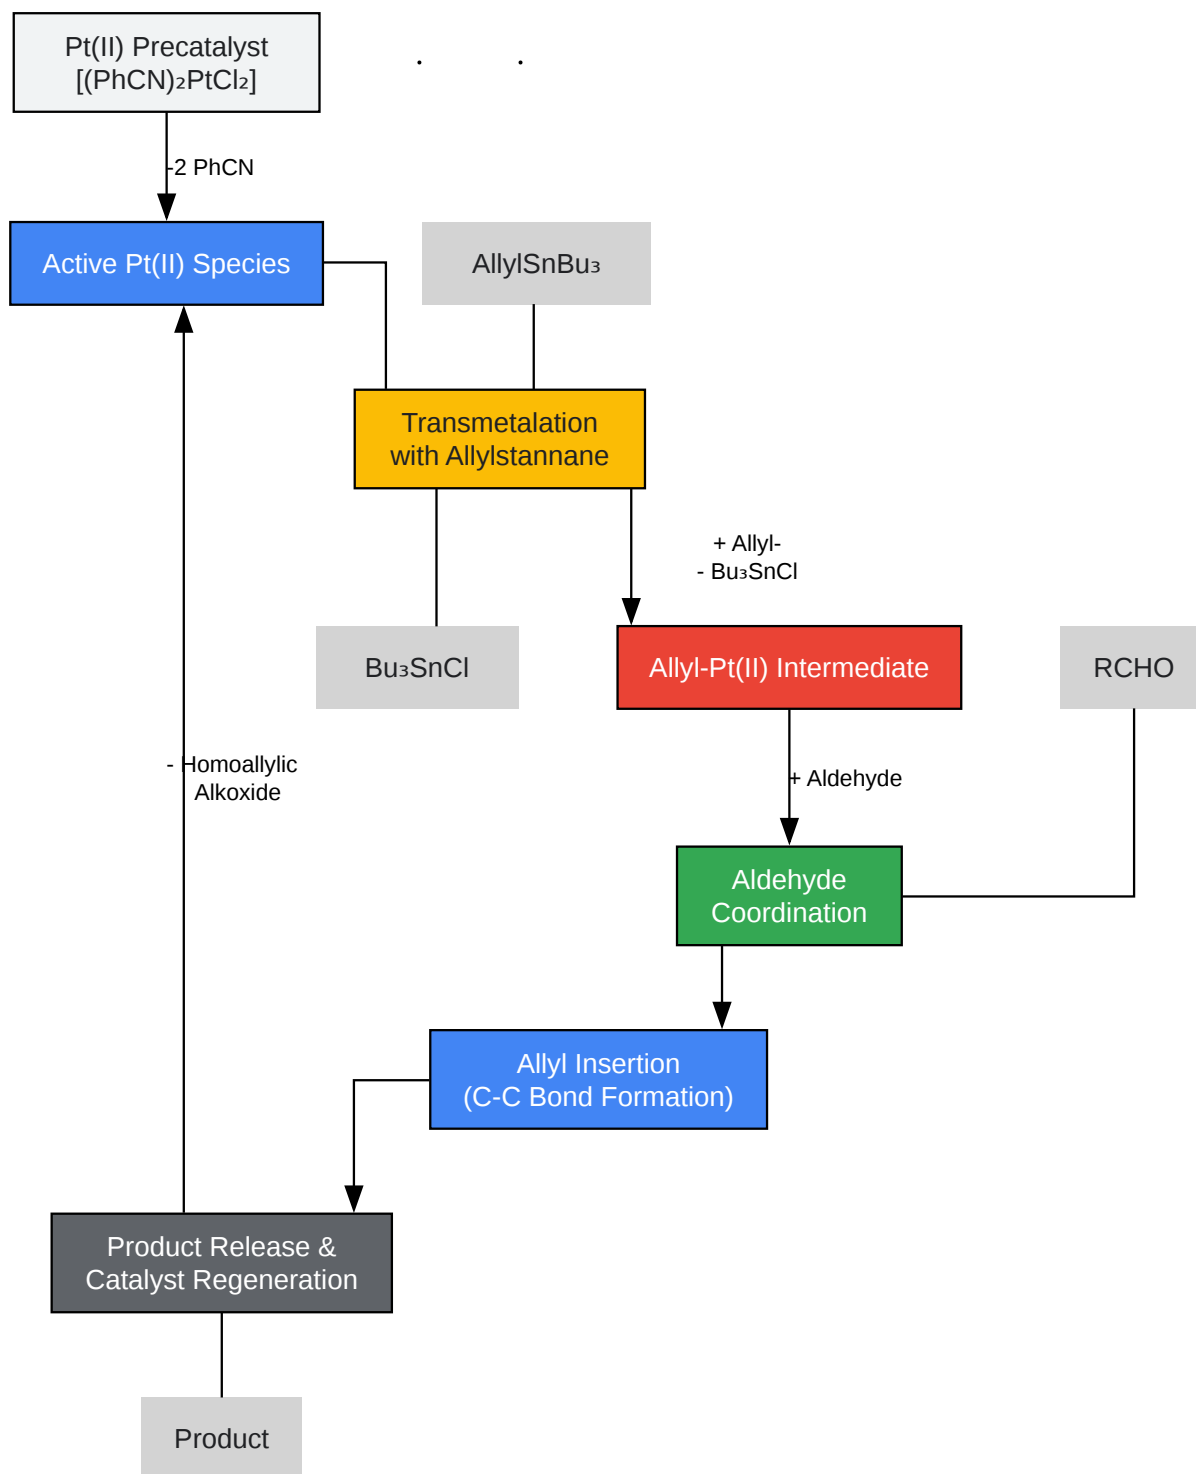 Pt(II) Precatalyst
[(PhCN)₂PtCl₂]
-2 PhCN
Active Pt(II) Species
AllylSnBu₃
Transmetalation
with Allylstannane
+ Allyl-
- Bu₃SnCl
Bu₃SnCl
Allyl-Pt(II) Intermediate
RCHO
- Homoallylic
Alkoxide
+ Aldehyde
Aldehyde
Coordination
Allyl Insertion
(C-C Bond Formation)
Product Release &
Catalyst Regeneration
Product